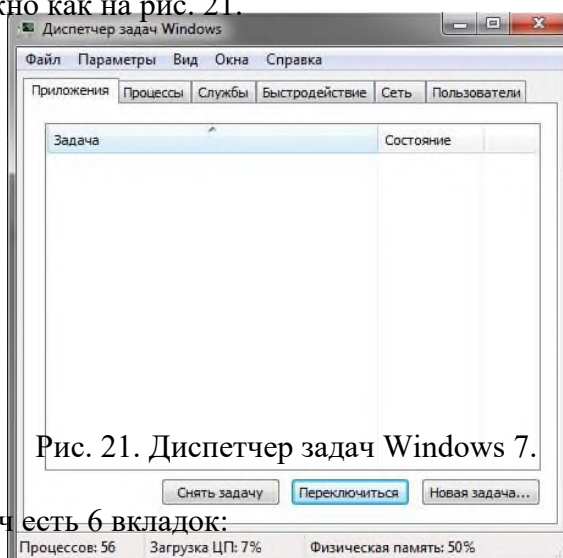 жно как на рис. 21.
Диспетчер задач Windows
Файл Параметры Вид Окна Справка
Приложения Процессы Службы Быстродействие Сеть Пользователи
Задача Состояние
Рис. 21. Диспетчер задач Windows 7.
Снять задачу Переключиться Новая задача...
ч есть 6 вкладок:
Процессов: 56 Загрузка ЦП: 7% Физическая память: 50%